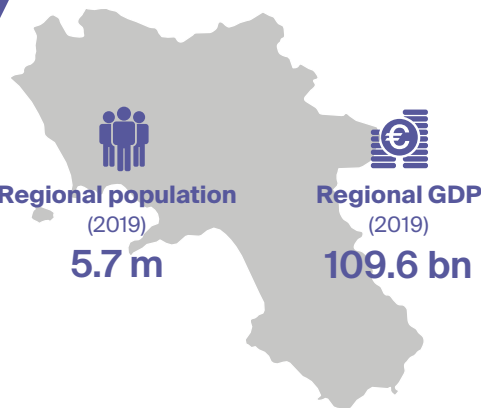 €
Regional population
(2019)
5.7 m
Regional GDP
(2019)
109.6 bn